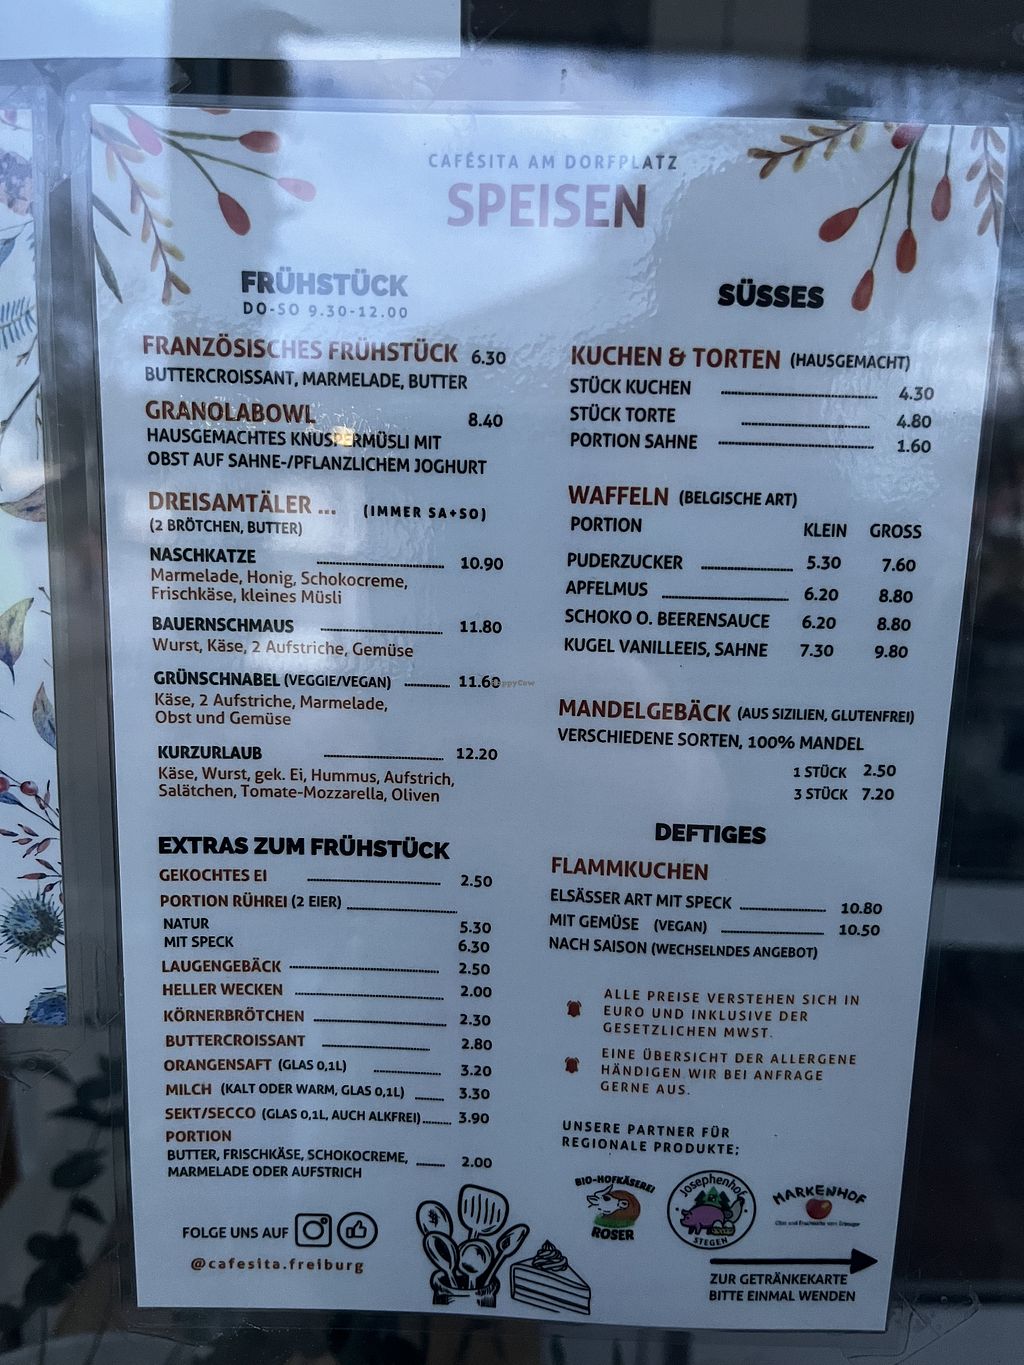 CAFÉSITA AM DORFPLATZ
SPEISEN
FRÜHSTÜCK
DO-SO 9.30-12.00
FRANZÖSISCHES FRÜHSTÜCK 6.30
BUTTERCROISSANT, MARMELADE, BUTTER
GRANOLABOWL 8.40
HAUSGEMACHTES KNUSPERMÜSLI MIT
OBST AUF SAHNE-/PFLANZLICHEM JOGHURT
DREISAMTÄLER ... (IMMER SA+SO)
(2 BRÖTCHEN, BUTTER)
NASCHKATZE 10.90
Marmelade, Honig, Schokocreme,
Frischkäse, kleines Müsli
BAUERNSCHMAUS 11.80
Wurst, Käse, 2 Aufstriche, Gemüse
GRÜNSCHNABEL (VEGGIE/VEGAN) 11.60
Käse, 2 Aufstriche, Marmelade,
Obst und Gemüse
KURZURLAUB 12.20
Käse, Wurst, gek. Ei, Hummus, Aufstrich,
Salätchen, Tomate-Mozzarella, Oliven
EXTRAS ZUM FRÜHSTÜCK
GEKOCHTES EI 2.50
PORTION RÜHREI (2 EIER)
NATUR 5.30
MIT SPECK 6.30
LAUGENGEBÄCK 2.50
HELLER WECKEN 2.00
KÖRNERBRÖTCHEN 2.30
BUTTERCROISSANT 2.80
ORANGENSAFT (GLAS 0,1L) 3.20
MILCH (KALT ODER WARM, GLAS 0,1L) 3.30
SEKT/SECCO (GLAS 0,1L, AUCH ALKFREI) 3.90
PORTION
BUTTER, FRISCHKÄSE, SCHOKOCREME, 2.00
MARMELADE ODER AUFSTRICH
FOLGE UNS AUF
@cafesita.freiburg
SÜSSES
KUCHEN & TORTEN (HAUSGEMACHT)
STÜCK KUCHEN 4.30
STÜCK TORTE 4.80
PORTION SAHNE 1.60
WAFFELN (BELGISCHE ART)
PORTION KLEIN GROSS
PUDERZUCKER 5.30 7.60
APFELMUS 6.20 8.80
SCHOKO O. BEERENSAUCE 6.20 8.80
KUGEL VANILLEEIS, SAHNE 7.30 9.80
MANDELGEBÄCK (AUS SIZILIEN, GLUTENFREI)
VERSCHIEDENE SORTEN, 100% MANDEL
1 STÜCK 2.50
3 STÜCK 7.20
DEFTIGES
FLAMMKUCHEN
ELSÄSSER ART MIT SPECK 10.80
MIT GEMÜSE (VEGAN) 10.50
NACH SAISON (WECHSELNDES ANGEBOT)
ALLE PREISE VERSTEHEN SICH IN
EURO UND INKLUSIVE DER
GESETZLICHEN MWST.
EINE ÜBERSICHT DER ALLERGENE
HÄNDIGEN WIR BEI ANFRAGE
GERNE AUS.
UNSERE PARTNER FÜR
REGIONALE PRODUKTE;
BIO-HOFKÄSEREI
ROSER
Josephenhof
STEGEN
MARKENHOF
Obst und Edelbrände vom Erzeuger
ZUR GETRÄNKEKARTE
BITTE EINMAL WENDEN
HappyCow